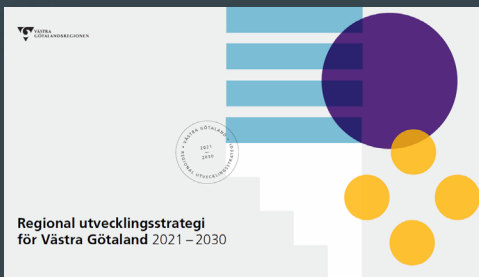 VÄSTRA
GÖTALANDSREGIONEN
VÄSTRA GÖTALAND
2021
–
2030
REGIONAL UTVECKLINGSSTRATEGI
Regional utvecklingsstrategi
för Västra Götaland 2021–2030